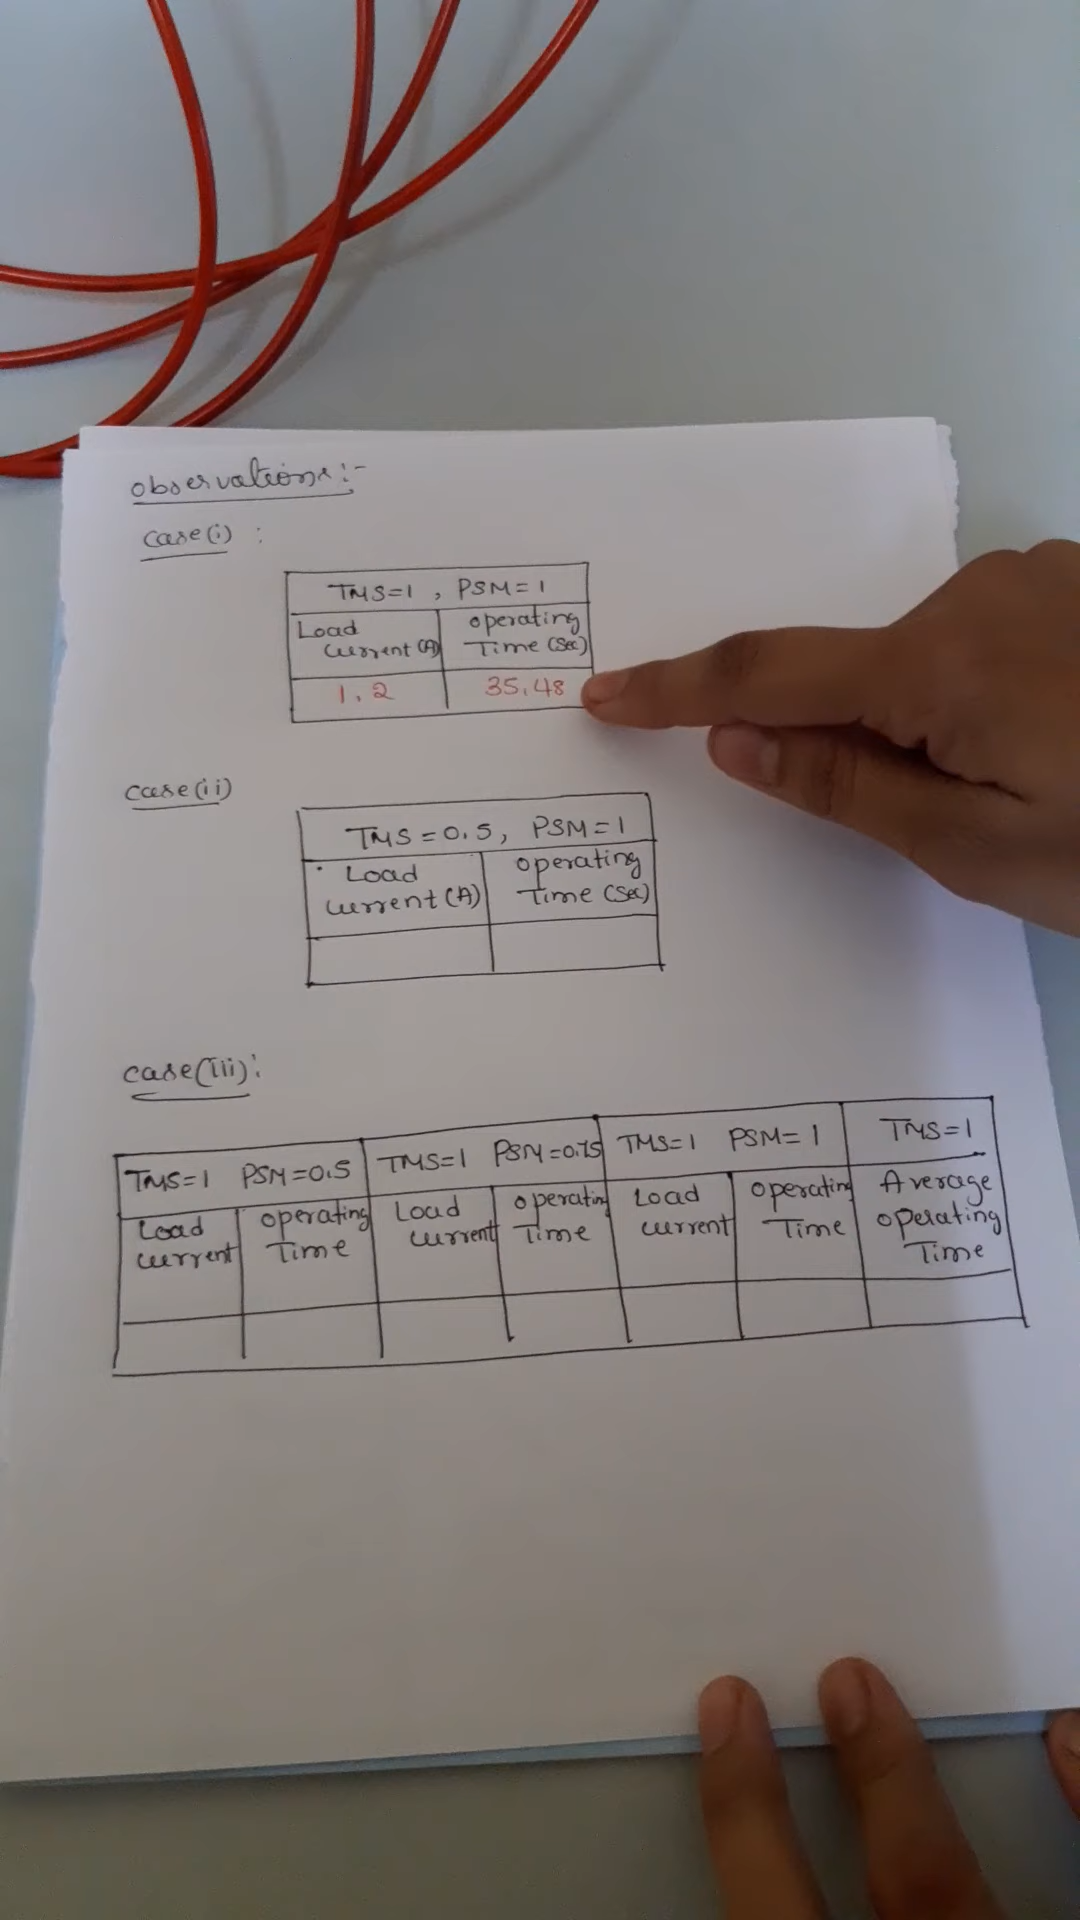 observations:-
case(i) :
TMS=1, PSM=1
Load current(A) operating Time (Sec)
1.2 35.48
case(ii)
TMS=0.5, PSM=1
Load current(A) operating Time (Sec)
case(iii):
TMS=1 PSM=0.5 TMS=1 PSM=0.75 TMS=1 PSM=1 TMS=1
Load current operating Time Load current operating Time Load current operating Time Average operating Time